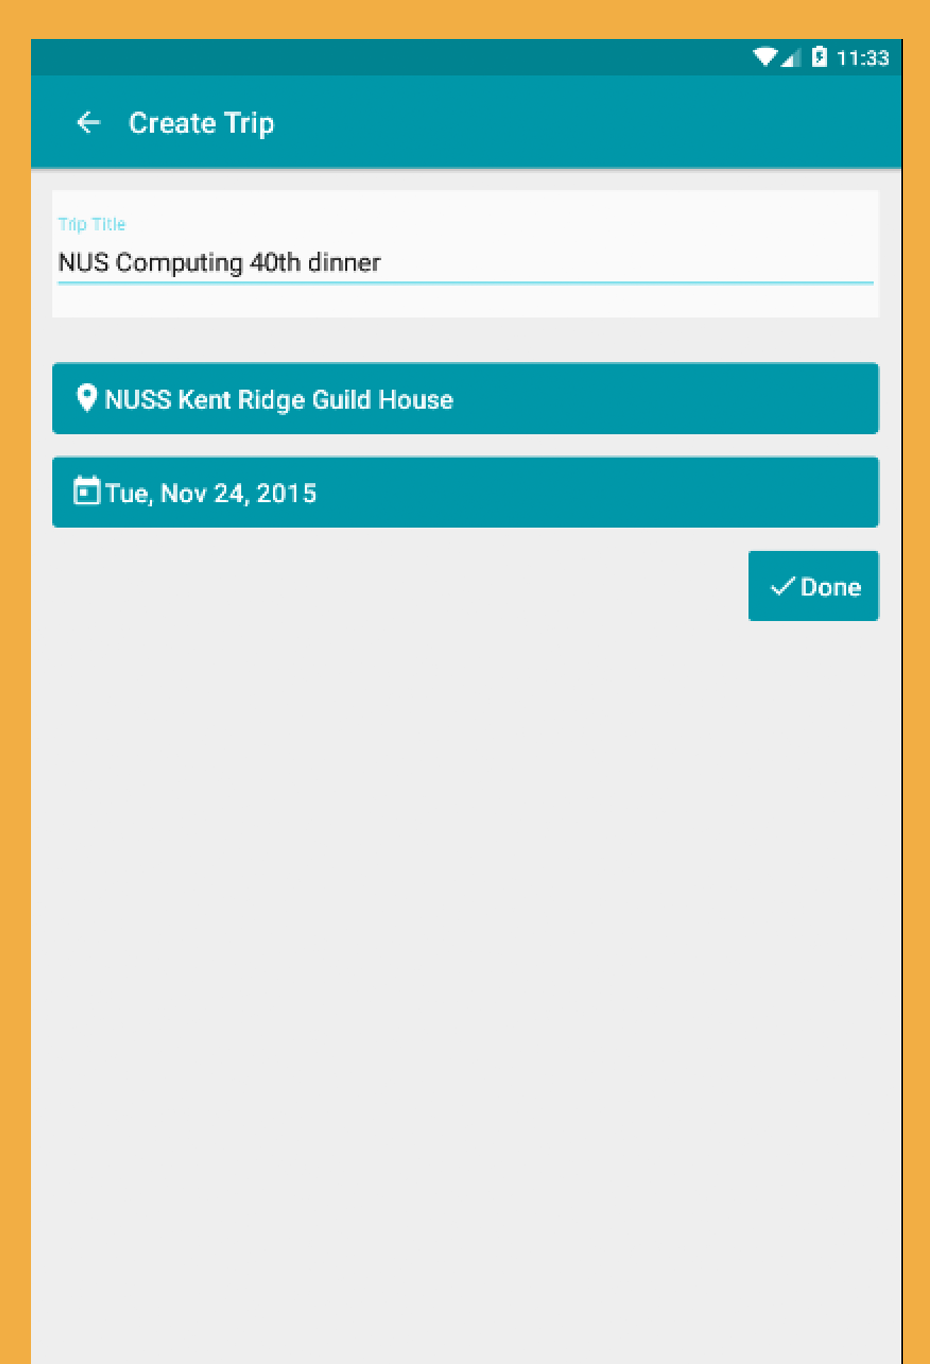 11:33
Create Trip
Trip Title
NUS Computing 40th dinner
NUSS Kent Ridge Guild House
Tue, Nov 24, 2015
Done